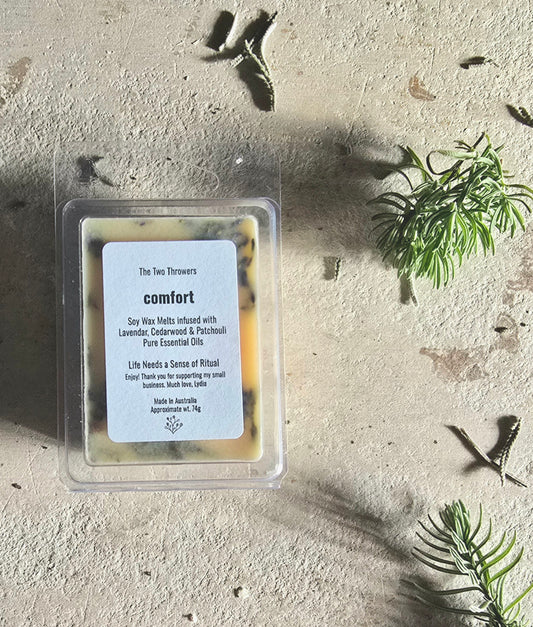 The Two Throwers
comfort
Soy Wax Melts infused with
Lavendar, Cedarwood & Patchouli
Pure Essential Oils
Life Needs a Sense of Ritual
Enjoy! Thank you for supporting my small
business. Much love, Lydia
Made In Australia
Approximate wt. 74g